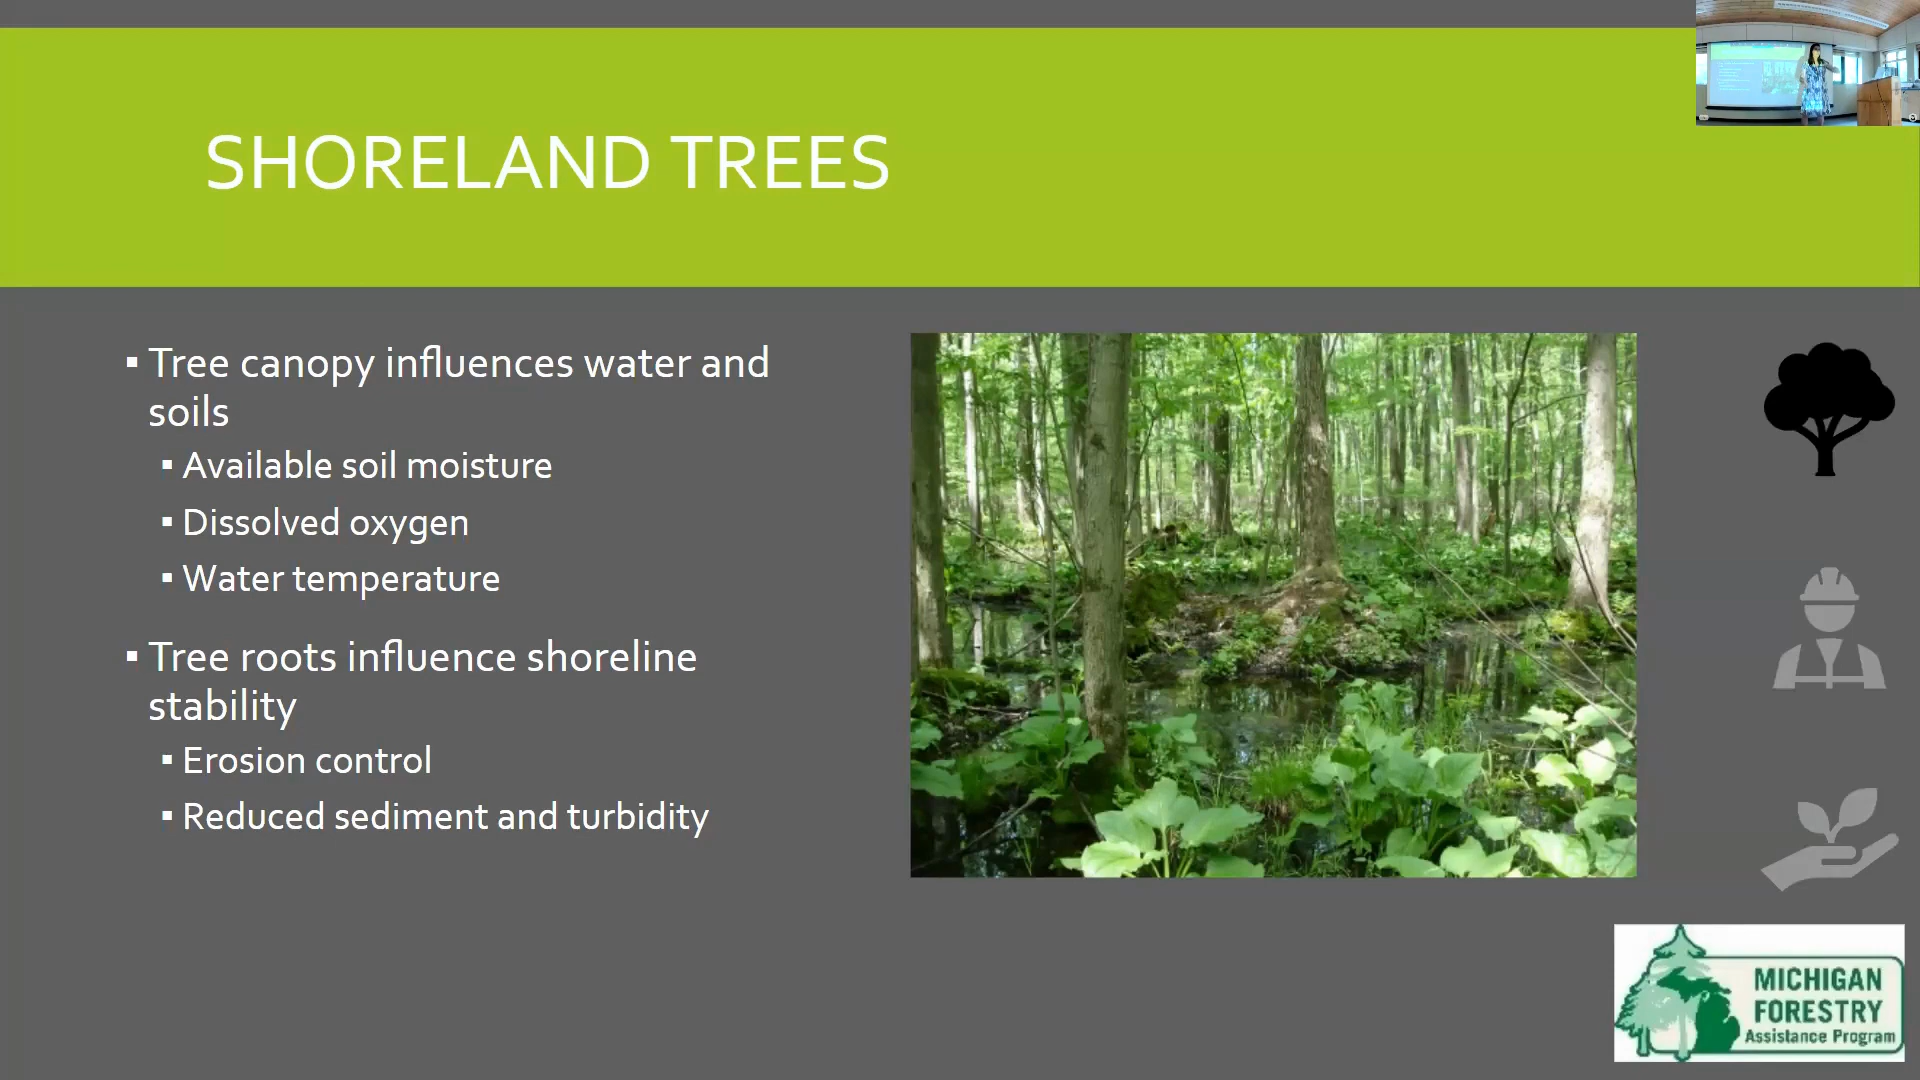 SHORELAND TREES
▪ Tree canopy influences water and
soils
▪ Available soil moisture
▪ Dissolved oxygen
▪ Water temperature
▪ Tree roots influence shoreline
stability
▪ Erosion control
▪ Reduced sediment and turbidity
MICHIGAN
FORESTRY
Assistance Program